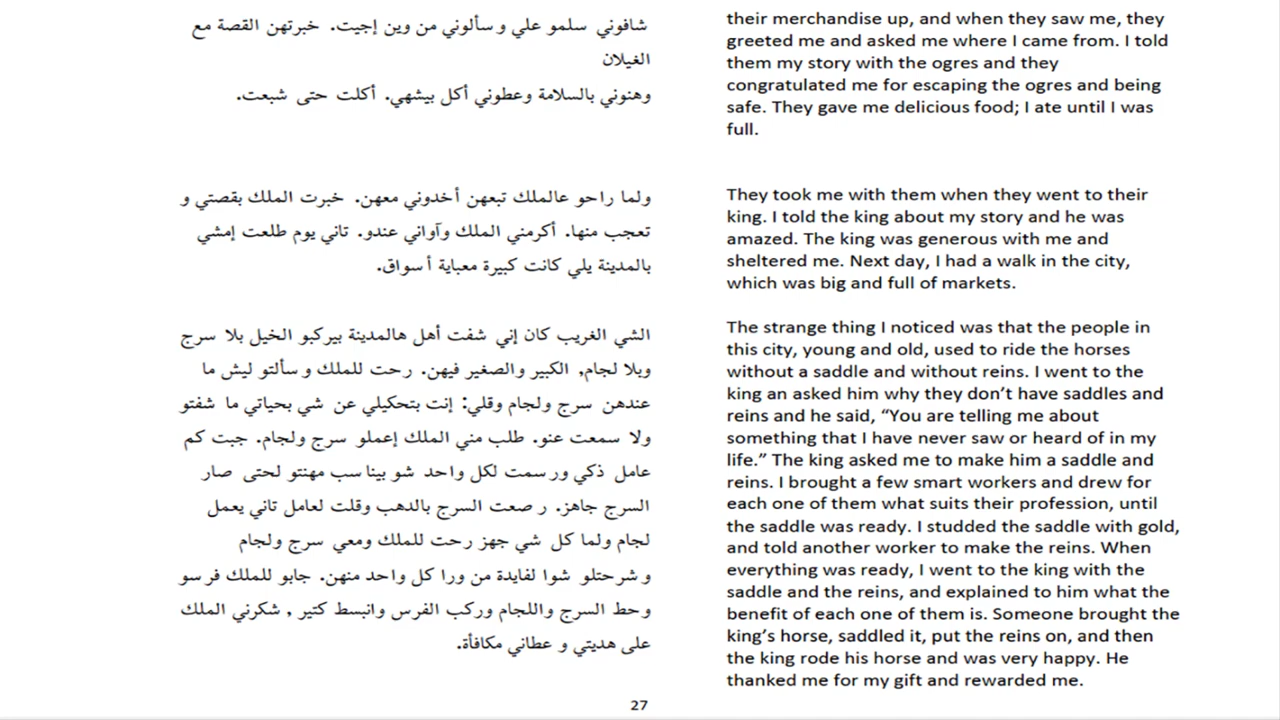 شافوني سلمو علي و سألوني من وين إجيت. خبرتهن القصة مع
الغيلان
وهنوني بالسلامة وعطوني أكل بيشهي. أكلت حتى شبعت.
ولما راحو عالملك تبعهن أخدوني معهن. خبرت الملك بقصتي و
تعجب منها. أكرمني الملك وآواني عندو. تاني يوم طلعت إمشي
بالمدينة يلي كانت كبيرة معباية أسواق.
الشي الغريب كان إني شفت أهل هالمدينة بيركبو الخيل بلا سرج
وبلا لجام, الكبير والصغير فيهن. رحت للملك و سألتو ليش ما
عندهن سرج ولجام وقلي: إنت بتحكيلي عن شي بحياتي ما شفتو
ولا سمعت عنو. طلب مني الملك إعملو سرج ولجام. جبت كم
عامل ذكي ورسمت لكل واحد شو بيناسب مهنتو لحتى صار
السرج جاهز. رصعت السرج بالدهب وقلت لعامل تاني يعمل
لجام ولما كل شي جهز رحت للملك ومعي سرج ولجام
و شرحتلو شوا لفايدة من ورا كل واحد منهن. جابو للملك فرسو
وحط السرج واللجام وركب الفرس وانبسط كتير , شكرني الملك
على هديتي و عطاني مكافأة.
their merchandise up, and when they saw me, they
greeted me and asked me where I came from. I told
them my story with the ogres and they
congratulated me for escaping the ogres and being
safe. They gave me delicious food; I ate until I was
full.
They took me with them when they went to their
king. I told the king about my story and he was
amazed. The king was generous with me and
sheltered me. Next day, I had a walk in the city,
which was big and full of markets.
The strange thing I noticed was that the people in
this city, young and old, used to ride the horses
without a saddle and without reins. I went to the
king an asked him why they don’t have saddles and
reins and he said, “You are telling me about
something that I have never saw or heard of in my
life.” The king asked me to make him a saddle and
reins. I brought a few smart workers and drew for
each one of them what suits their profession, until
the saddle was ready. I studded the saddle with gold,
and told another worker to make the reins. When
everything was ready, I went to the king with the
saddle and the reins, and explained to him what the
benefit of each one of them is. Someone brought the
king’s horse, saddled it, put the reins on, and then
the king rode his horse and was very happy. He
thanked me for my gift and rewarded me.
27